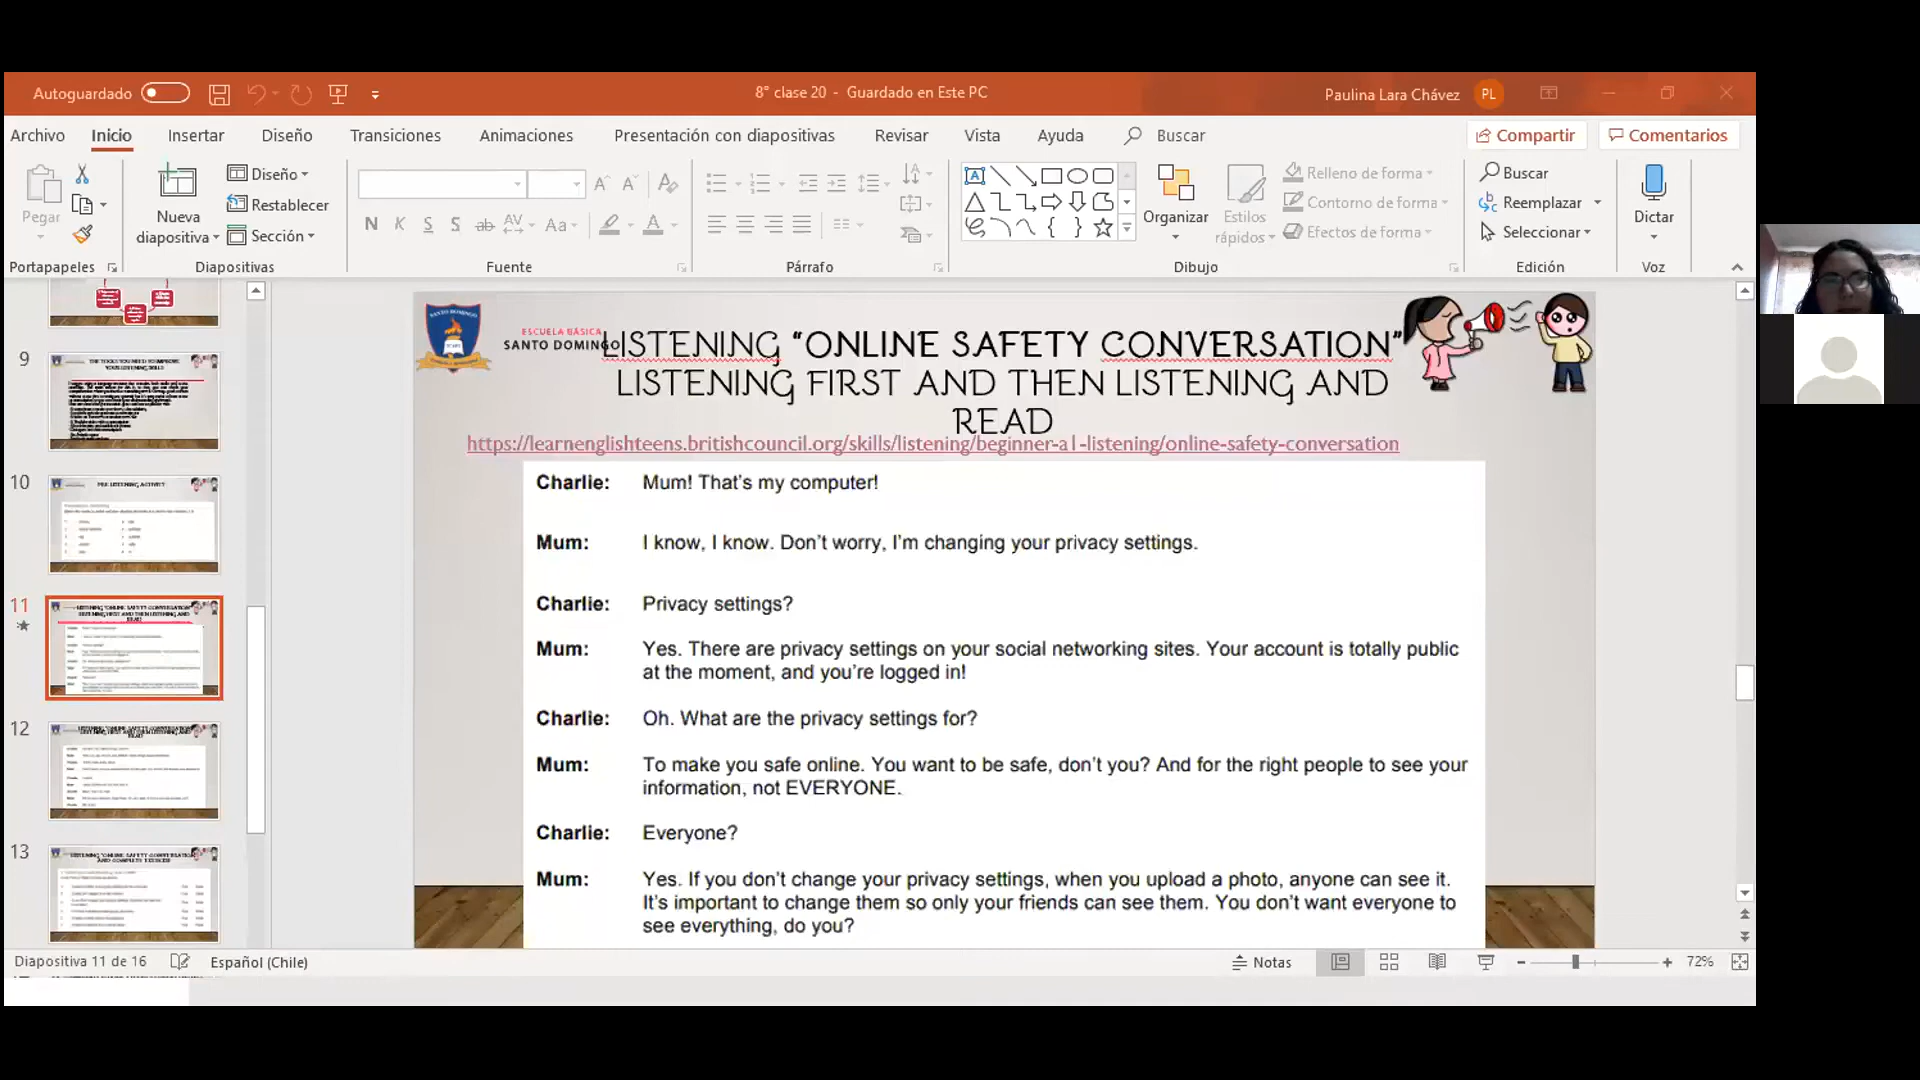 Autoguardado
8° clase 20 - Guardado en Este PC
Paulina Lara Chávez PL
Archivo Inicio Insertar Diseño Transiciones Animaciones Presentación con diapositivas Revisar Vista Ayuda Buscar Compartir Comentarios
Pegar
Nueva diapositiva
Diseño
Restablecer
Sección
N K S S ab AV Aa A
Organizar
Estilos rápidos
Relleno de forma
Contorno de forma
Efectos de forma
Buscar
Reemplazar
Seleccionar
Dictar
Portapapeles Diapositivas Fuente Párrafo Dibujo Edición Voz
9
10
11
12
13
SANTO DOMINGO
ESCUELA BÁSICA
SANTO DOMINGO
LISTENING “ONLINE SAFETY CONVERSATION”
LISTENING FIRST AND THEN LISTENING AND
READ
https://learnenglishteens.britishcouncil.org/skills/listening/beginner-a1-listening/online-safety-conversation
Charlie: Mum! That's my computer!
Mum: I know, I know. Don't worry, I'm changing your privacy settings.
Charlie: Privacy settings?
Mum: Yes. There are privacy settings on your social networking sites. Your account is totally public
at the moment, and you're logged in!
Charlie: Oh. What are the privacy settings for?
Mum: To make you safe online. You want to be safe, don't you? And for the right people to see your
information, not EVERYONE.
Charlie: Everyone?
Mum: Yes. If you don't change your privacy settings, when you upload a photo, anyone can see it.
It's important to change them so only your friends can see them. You don't want everyone to
see everything, do you?
Diapositiva 11 de 16 Español (Chile) Notas 72%